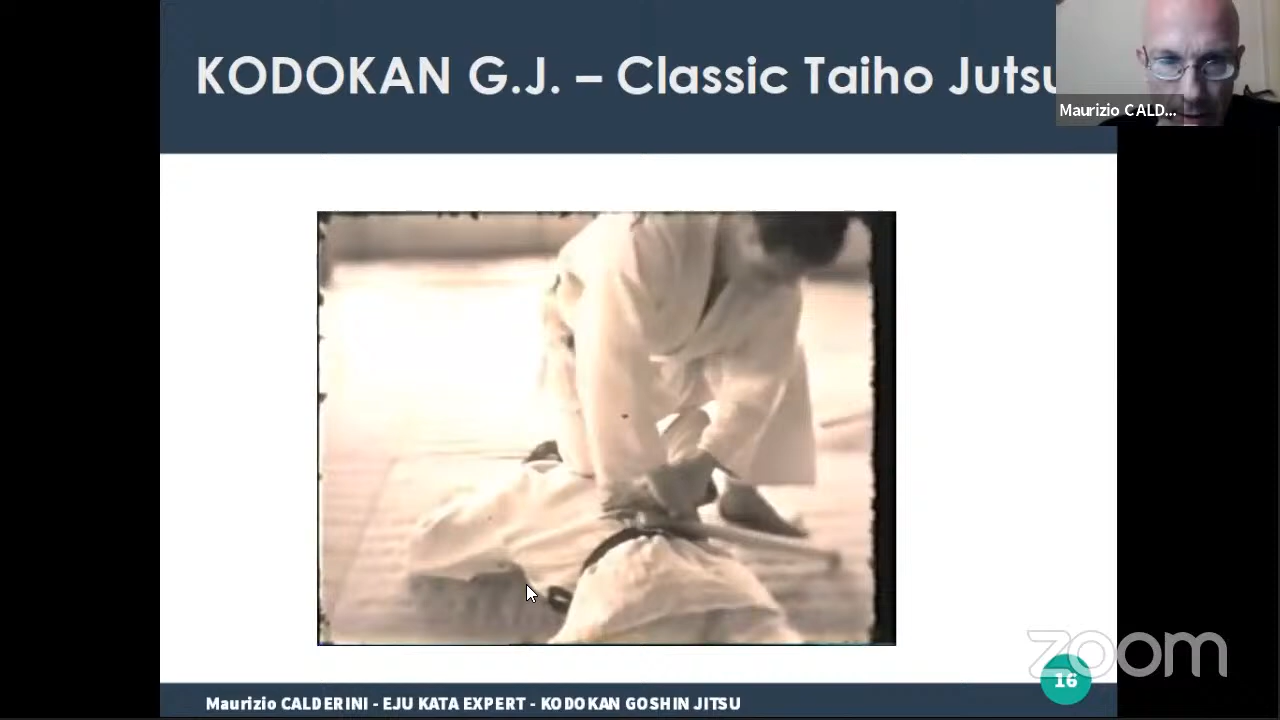 KODOKAN G.J. – Classic Taiho Jutsu
Maurizio CALD...
zoom
16
Maurizio CALDERINI - EJU KATA EXPERT - KODOKAN GOSHIN JITSU